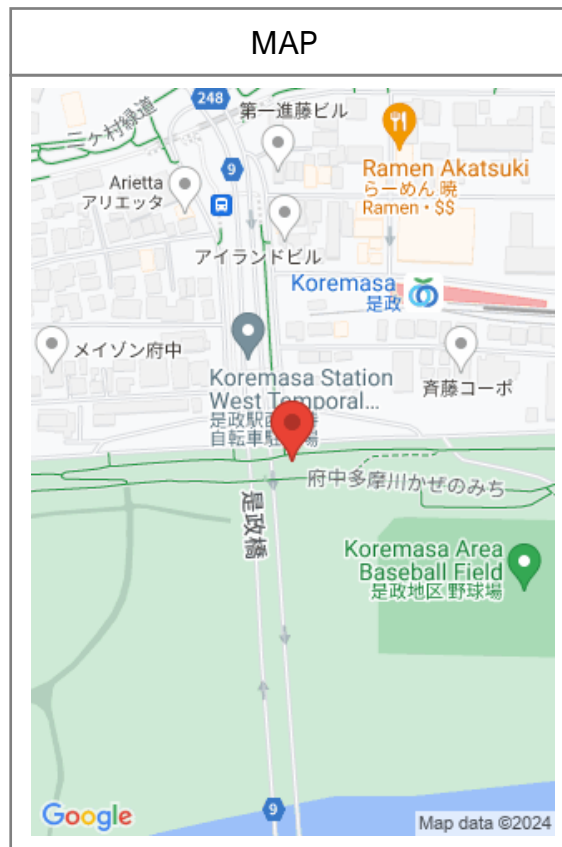 MAP
248
二ヶ村緑道
第一進藤ビル
9
Ramen Akatsuki
らーめん 暁
Ramen・$$
Arietta
アリエッタ
アイランドビル
Koremasa
是政
メイゾン府中
Koremasa Station
West Temporal...
是政駅
自転車
場
斉藤コーポ
府中多摩川かぜのみち
是政橋
Koremasa Area
Baseball Field
是政地区 野球場
9
Google
Map data ©2024